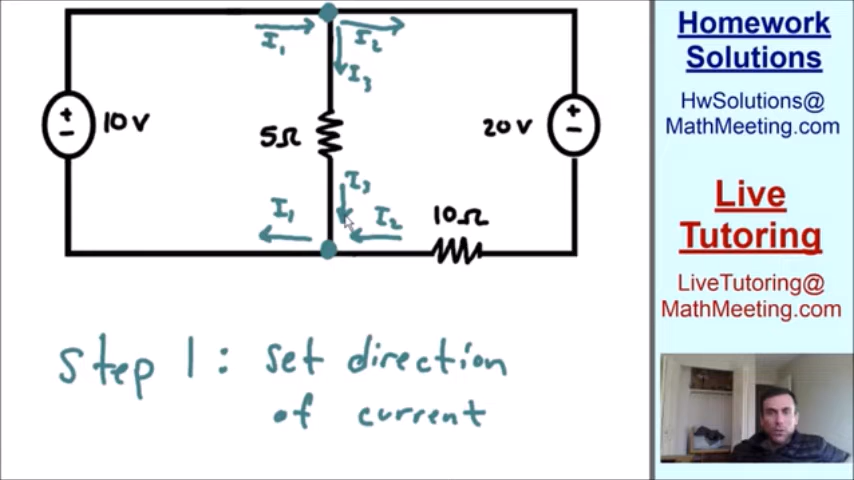 I₁
I₂
I₃
+
-
10V
5Ω
20V
+
-
I₃
I₁
I₂
10Ω
Step 1: set direction
of current
Homework
Solutions
HwSolutions@
MathMeeting.com
Live
Tutoring
LiveTutoring@
MathMeeting.com